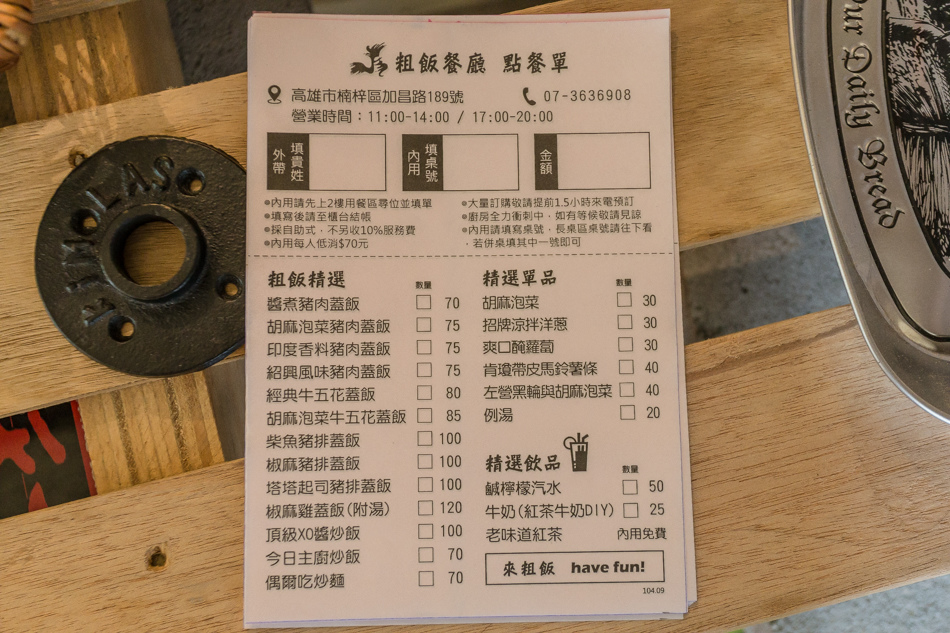 粗飯餐廳 點餐單
高雄市楠梓區加昌路189號
07-3636908
營業時間：11:00-14:00 / 17:00-20:00
外帶 填貴姓
內用 填桌號
金額
●內用請先上2樓用餐區尋位並填單
●填寫後請至櫃台結帳
●採自助式，不另收10%服務費
●內用每人低消$70元
●大量訂購敬請提前1.5小時來電預訂
●廚房全力衝刺中，如有等候敬請見諒
●內用請填寫桌號，長桌區桌號請往下看
，若併桌填其中一號即可
粗飯精選 數量
醬煮豬肉蓋飯 □ 70
胡麻泡菜豬肉蓋飯 □ 75
印度香料豬肉蓋飯 □ 75
紹興風味豬肉蓋飯 □ 75
經典牛五花蓋飯 □ 80
胡麻泡菜牛五花蓋飯 □ 85
柴魚豬排蓋飯 □ 100
椒麻豬排蓋飯 □ 100
塔塔起司豬排蓋飯 □ 100
椒麻雞蓋飯(附湯) □ 120
頂級XO醬炒飯 □ 100
今日主廚炒飯 □ 70
偶爾吃炒麵 □ 70
精選單品 數量
胡麻泡菜 □ 30
招牌涼拌洋蔥 □ 30
爽口醃蘿蔔 □ 30
肯瓊帶皮馬鈴薯條 □ 40
左營黑輪與胡麻泡菜 □ 40
例湯 □ 20
精選飲品 數量
鹹檸檬汽水 □ 50
牛奶(紅茶牛奶DIY) □ 25
老味道紅茶 內用免費
來粗飯 have fun!
104.09
Our Daily Bread